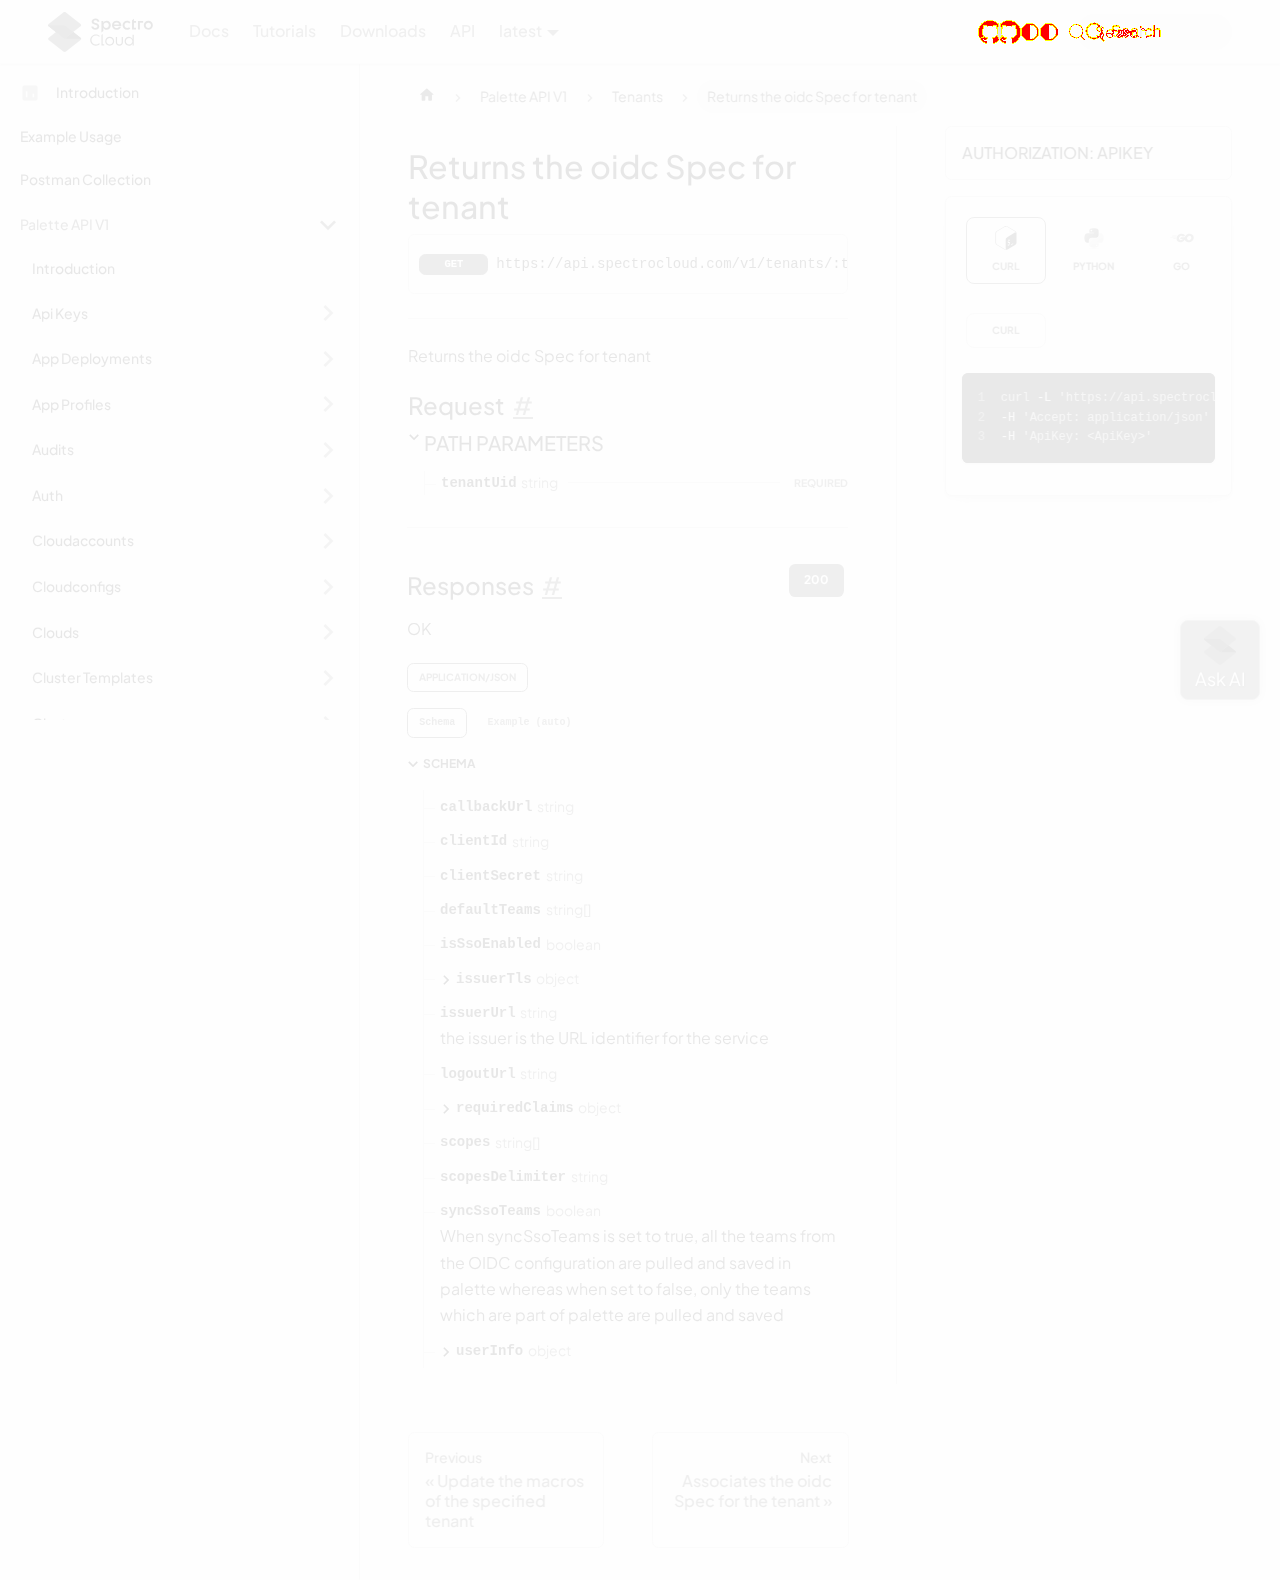 Spectro
Cloud
Docs
Tutorials
Downloads
API
latest
Introduction
Example Usage
Postman Collection
Palette API V1
Introduction
Api Keys
App Deployments
App Profiles
Audits
Auth
Cloudaccounts
Cloudconfigs
Clouds
Cluster Templates
Palette API V1
Tenants
Returns the oidc Spec for tenant
Returns the oidc Spec for
tenant
GET https://api.spectrocloud.com/v1/tenants/:t
Returns the oidc Spec for tenant
Request #
PATH PARAMETERS
tenantUid string REQUIRED
Responses #
200
OK
APPLICATION/JSON
Schema
Example (auto)
SCHEMA
callbackUrl string
clientId string
clientSecret string
defaultTeams string[]
isSsoEnabled boolean
issuerTls object
issuerUrl string
the issuer is the URL identifier for the service
logoutUrl string
requiredClaims object
scopes string[]
scopesDelimiter string
syncSsoTeams boolean
When syncSsoTeams is set to true, all the teams from
the OIDC configuration are pulled and saved in
palette whereas when set to false, only the teams
which are part of palette are pulled and saved
userInfo object
Previous
« Update the macros
of the specified
tenant
Next
Associates the oidc
Spec for the tenant »
AUTHORIZATION: APIKEY
CURL
PYTHON
GO
GO
CURL
1 curl -L 'https://api.spectrocl
2 -H 'Accept: application/json'
3 -H 'ApiKey: <ApiKey>'
Ask AI